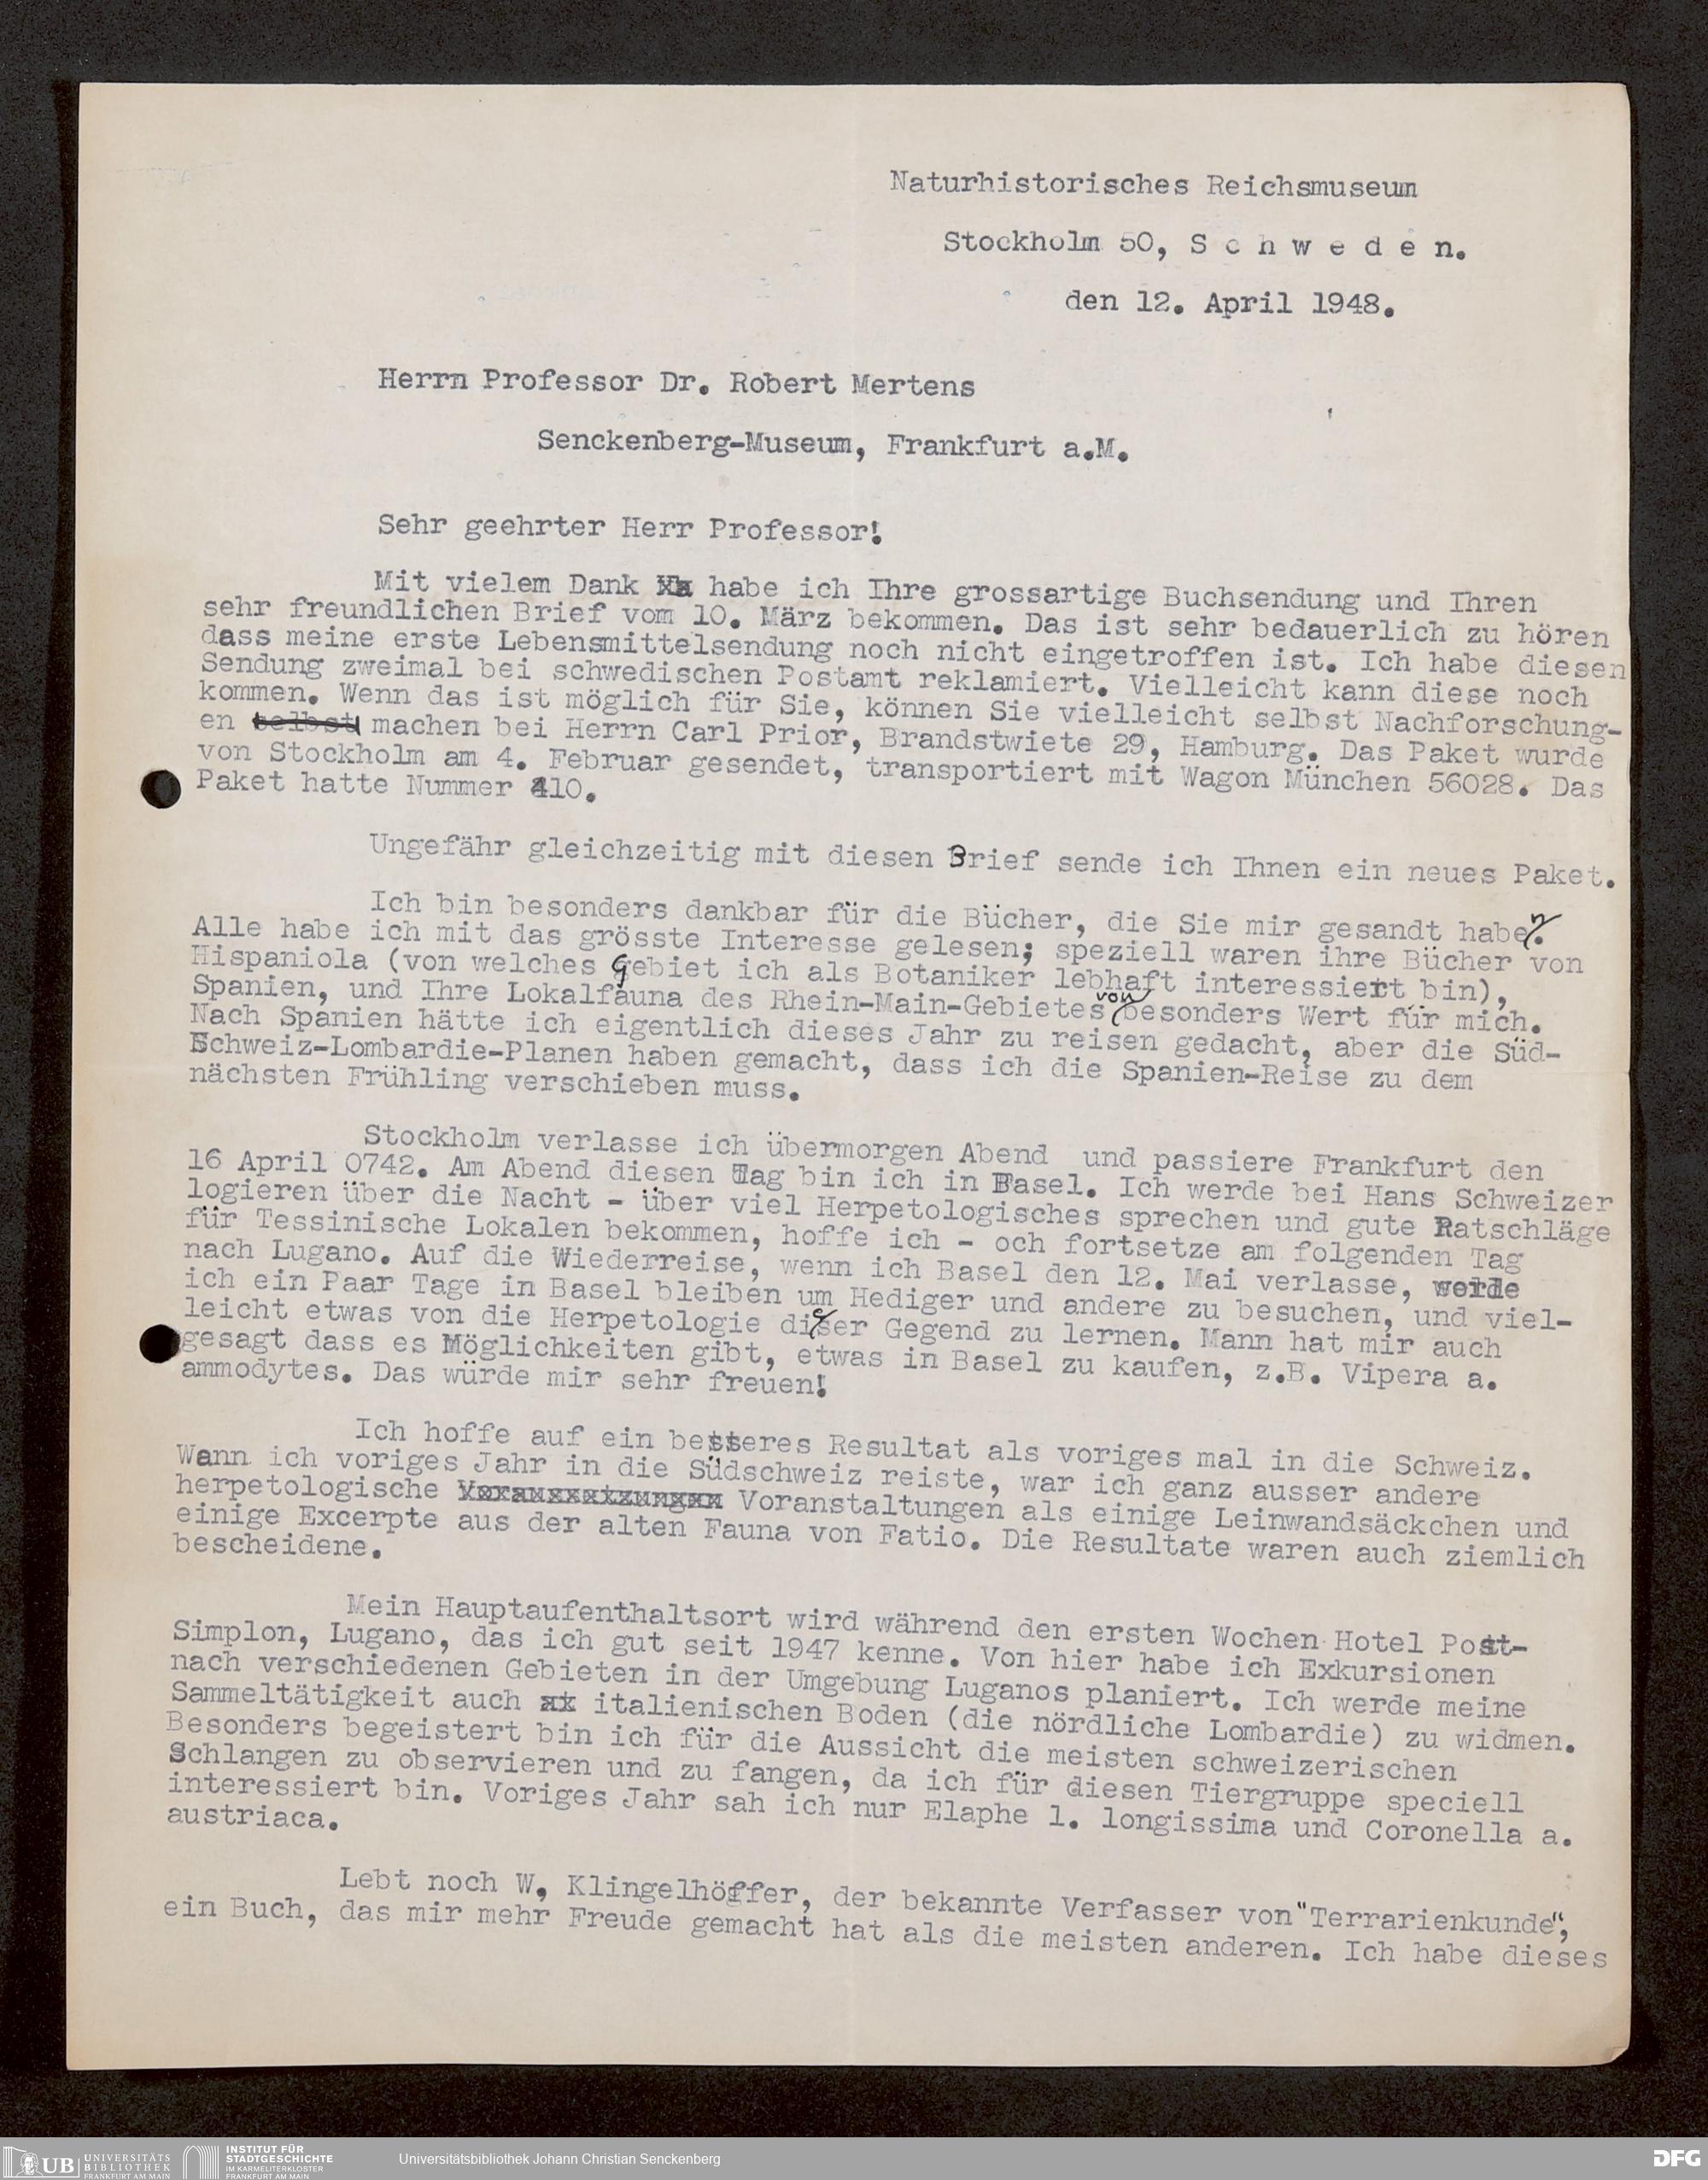 Naturhistorisches Reichsmuseum
Stockholm 50, S c h w e d e n.
den 12. April 1948.
Herrn Professor Dr. Robert Mertens
Senckenberg-Museum, Frankfurt a.M.
Sehr geehrter Herr Professor!
Mit vielem Dank habe ich Ihre grossartige Buchsendung und Ihren
sehr freundlichen Brief vom 10. März bekommen. Das ist sehr bedauerlich zu hören
dass meine erste Lebensmittelsendung noch nicht eingetroffen ist. Ich habe diesen
Sendung zweimal bei schwedischen Postamt reklamiert. Vielleicht kann diese noch
kommen. Wenn das ist möglich für Sie, können Sie vielleicht selbst Nachforschung-
en selbst machen bei Herrn Carl Prior, Brandstwiete 29, Hamburg. Das Paket wurde
von Stockholm am 4. Februar gesendet, transportiert mit Wagon München 56028. Das
Paket hatte Nummer 410.
Ungefähr gleichzeitig mit diesen Brief sende ich Ihnen ein neues Paket.
Ich bin besonders dankbar für die Bücher, die Sie mir gesandt haben.
Alle habe ich mit das grösste Interesse gelesen; speziell waren ihre Bücher von
Hispaniola (von welches Gebiet ich als Botaniker lebhaft interessiert bin),
Spanien, und Ihre Lokalfauna des Rhein-Main-Gebietes von besonders Wert für mich.
Nach Spanien hätte ich eigentlich dieses Jahr zu reisen gedacht, aber die Süd-
Schweiz-Lombardie-Planen haben gemacht, dass ich die Spanien-Reise zu dem
nächsten Frühling verschieben muss.
Stockholm verlasse ich übermorgen Abend und passiere Frankfurt den
16 April 0742. Am Abend diesen Tag bin ich in Basel. Ich werde bei Hans Schweizer
logieren über die Nacht - über viel Herpetologisches sprechen und gute Ratschläge
für Tessinische Lokalen bekommen, hoffe ich - och fortsetze am folgenden Tag
nach Lugano. Auf die Wiederreise, wenn ich Basel den 12. Mai verlasse, werde
ich ein Paar Tage in Basel bleiben um Hediger und andere zu besuchen, und viel-
leicht etwas von die Herpetologie dieser Gegend zu lernen. Mann hat mir auch
gesagt dass es Möglichkeiten gibt, etwas in Basel zu kaufen, z.B. Vipera a.
ammodytes. Das würde mir sehr freuen!
Ich hoffe auf ein besseres Resultat als voriges mal in die Schweiz.
Wann ich voriges Jahr in die Südschweiz reiste, war ich ganz ausser andere
herpetologische Voraussetzungen Voranstaltungen als einige Leinwandsäckchen und
einige Excerpte aus der alten Fauna von Fatio. Die Resultate waren auch ziemlich
bescheidene.
Mein Hauptaufenthaltsort wird während den ersten Wochen Hotel Post-
Simplon, Lugano, das ich gut seit 1947 kenne. Von hier habe ich Exkursionen
nach verschiedenen Gebieten in der Umgebung Luganos planiert. Ich werde meine
Sammeltätigkeit auch italienischen Boden (die nördliche Lombardie) zu widmen.
Besonders begeistert bin ich für die Aussicht die meisten schweizerischen
Schlangen zu observieren und zu fangen, da ich für diesen Tiergruppe speciell
interessiert bin. Voriges Jahr sah ich nur Elaphe l. longissima und Coronella a.
austriaca.
Lebt noch W. Klingelhöffer, der bekannte Verfasser von "Terrarienkunde",
ein Buch, das mir mehr Freude gemacht hat als die meisten anderen. Ich habe dieses
UB UNIVERSITÄTS BIBLIOTHEK FRANKFURT AM MAIN
INSTITUT FÜR STADTGESCHICHTE IM KARMELITERKLOSTER FRANKFURT AM MAIN
Universitätsbibliothek Johann Christian Senckenberg
DFG